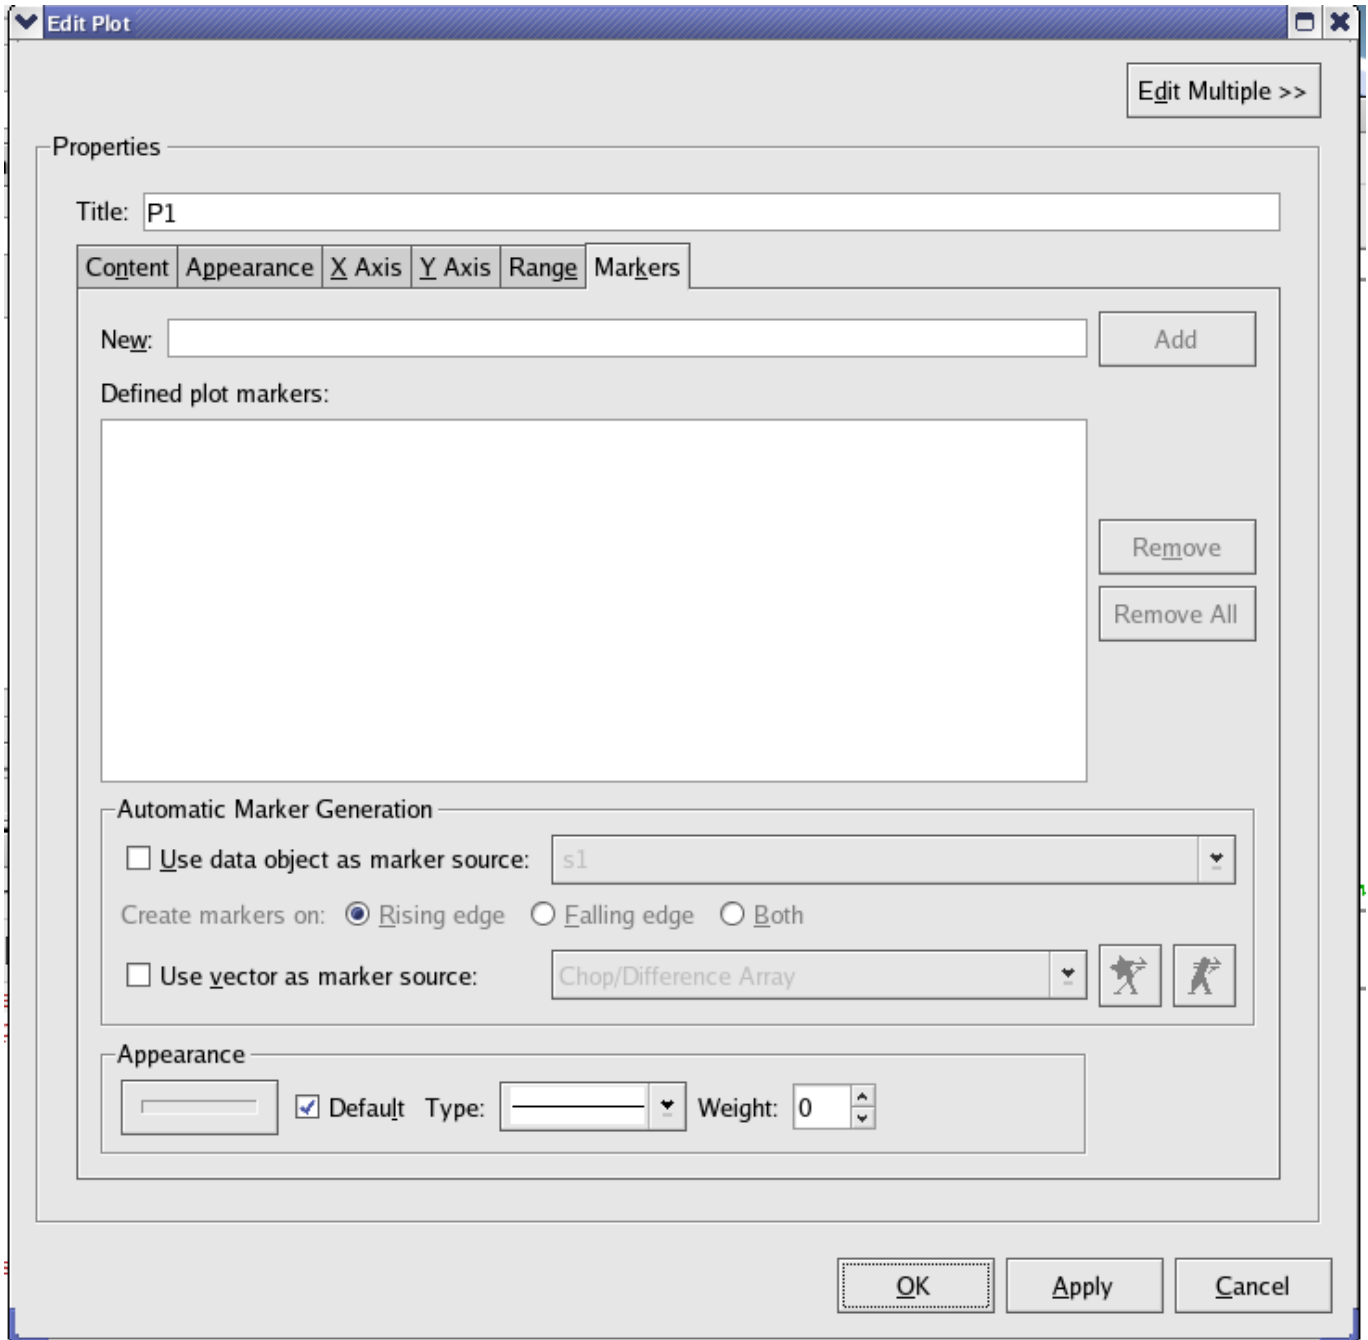 Edit Plot
Edit Multiple >>
Properties
Title: P1
Content Appearance X Axis Y Axis Range Markers
New: Add
Defined plot markers:
Remove
Remove All
Automatic Marker Generation
Use data object as marker source: s1
Create markers on: Rising edge Falling edge Both
Use vector as marker source: Chop/Difference Array
Appearance
Default Type: Weight: 0
OK Apply Cancel